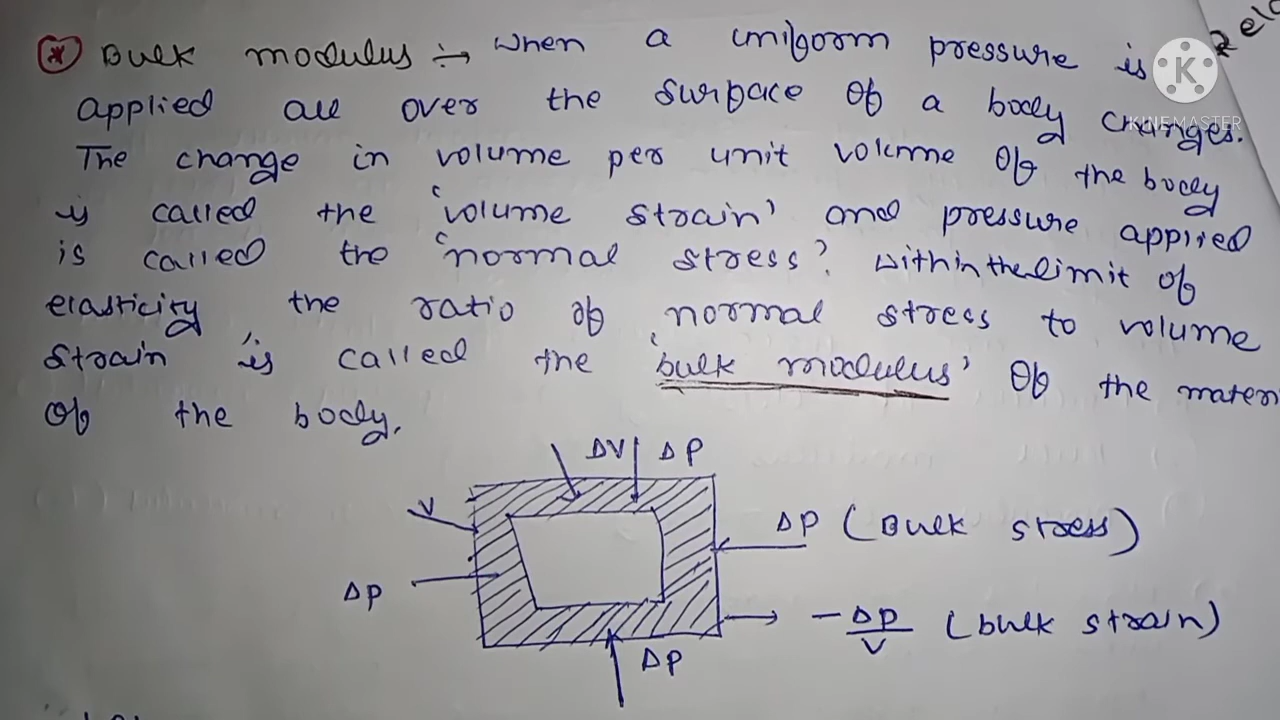 * Bulk modulus :→ When a uniform pressure is
applied all over the surface of a body changes.
The change in volume per unit volume of the body
is called the 'volume strain' and pressure applied
is called the 'normal stress'. Within the limit of
elasticity the ratio of normal stress to volume
strain is called the 'bulk modulus' of the materi
of the body.
ΔV ΔP
V
ΔP (Bulk stress)
ΔP
- ΔP/V (bulk strain)
ΔP
K
KINEMASTER